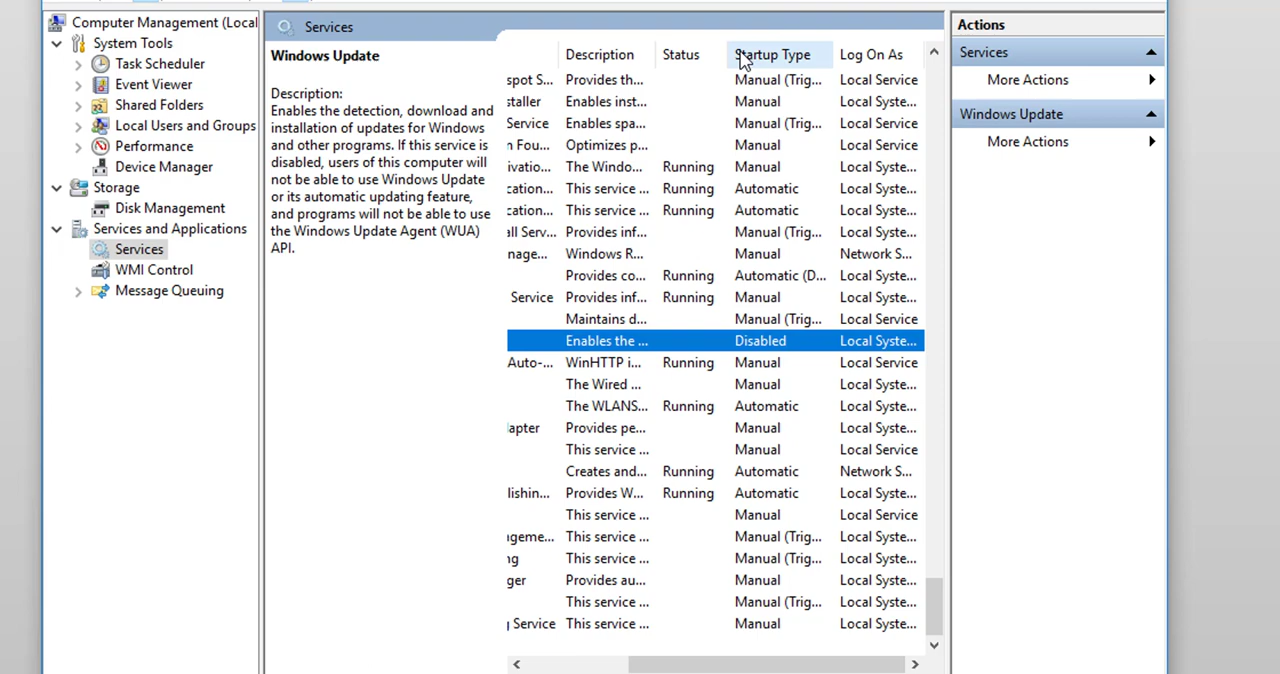 Computer Management (Local
System Tools
Task Scheduler
Event Viewer
Shared Folders
Local Users and Groups
Performance
Device Manager
Storage
Disk Management
Services and Applications
Services
WMI Control
Message Queuing
Services
Windows Update
Description:
Enables the detection, download and
installation of updates for Windows
and other programs. If this service is
disabled, users of this computer will
not be able to use Windows Update
or its automatic updating feature,
and programs will not be able to use
the Windows Update Agent (WUA)
API.
Description Status Startup Type Log On As
spot S... Provides th... Manual (Trig... Local Service
staller Enables inst... Manual Local Syste...
Service Enables spa... Manual (Trig... Local Service
n Fou... Optimizes p... Manual Local Service
ivatio... The Windo... Running Manual Local Syste...
cation... This service ... Running Automatic Local Syste...
cation... This service ... Running Automatic Local Syste...
all Serv... Provides inf... Manual (Trig... Local Syste...
nage... Windows R... Manual Network S...
Provides co... Running Automatic (D... Local Syste...
Service Provides inf... Running Manual Local Syste...
Maintains d... Manual (Trig... Local Service
Enables the ... Disabled Local Syste...
Auto-... WinHTTP i... Running Manual Local Service
The Wired ... Manual Local Syste...
The WLANS... Running Automatic Local Syste...
lapter Provides pe... Manual Local Syste...
This service ... Manual Local Service
Creates and... Running Automatic Network S...
lishin... Provides W... Running Automatic Local Syste...
This service ... Manual Local Service
geme... This service ... Manual (Trig... Local Syste...
ng This service ... Manual (Trig... Local Syste...
ger Provides au... Manual Local Syste...
This service ... Manual (Trig... Local Syste...
g Service This service ... Manual Local Syste...
Actions
Services
More Actions
Windows Update
More Actions